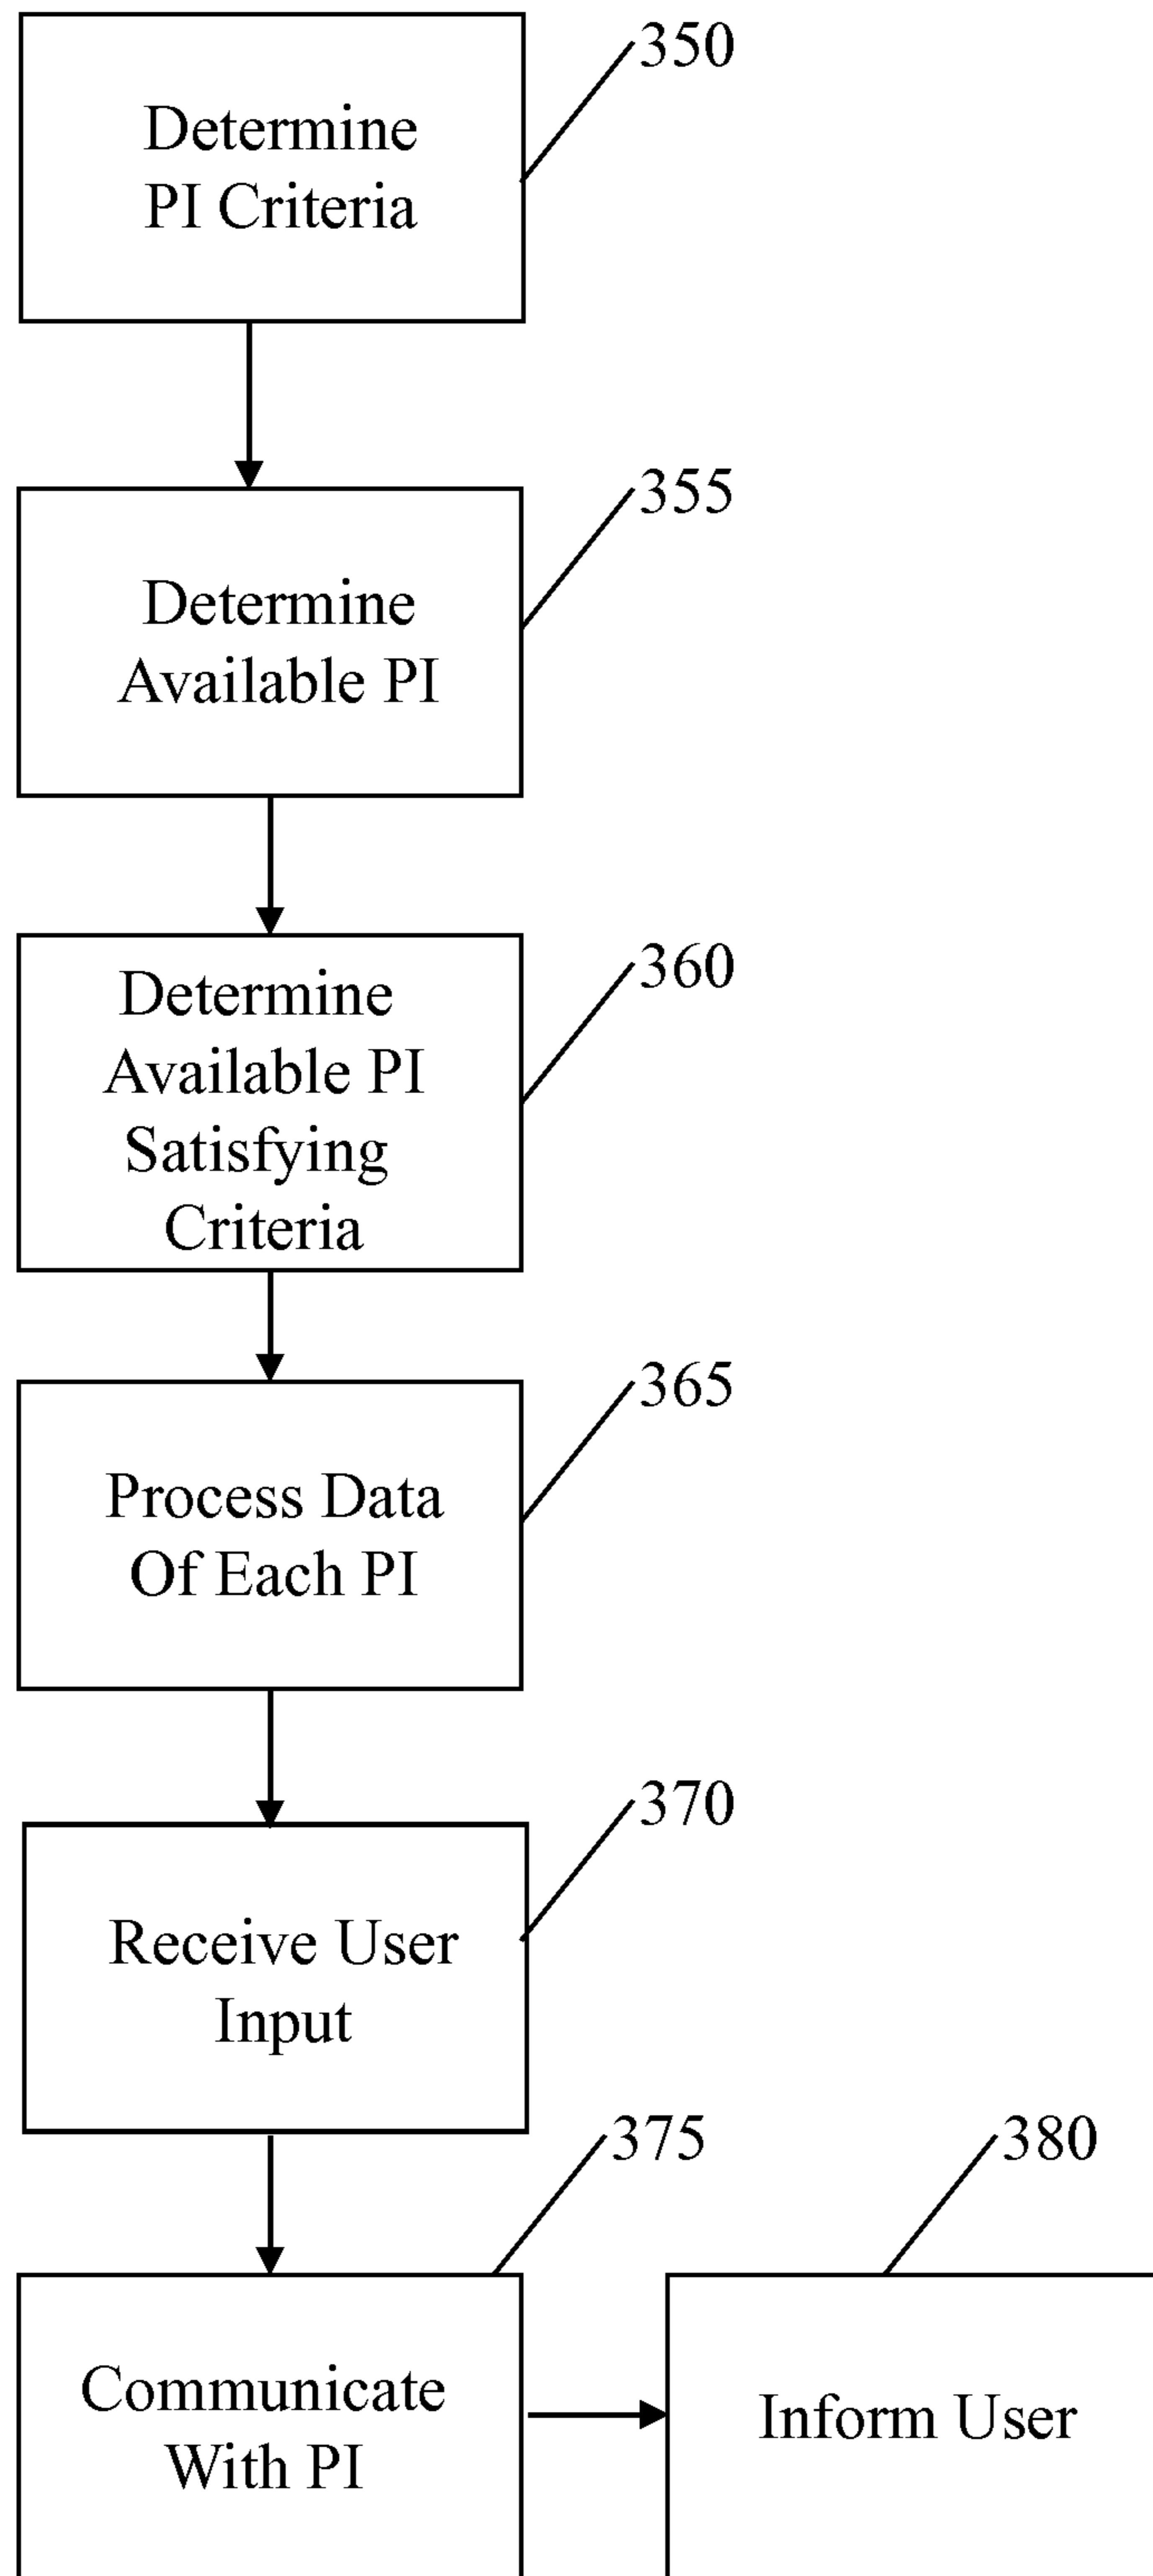 350
Determine
PI Criteria
355
Determine
Available PI
360
Determine
Available PI
Satisfying
Criteria
365
Process Data
Of Each PI
370
Receive User
Input
375
380
Communicate
With PI
Inform User